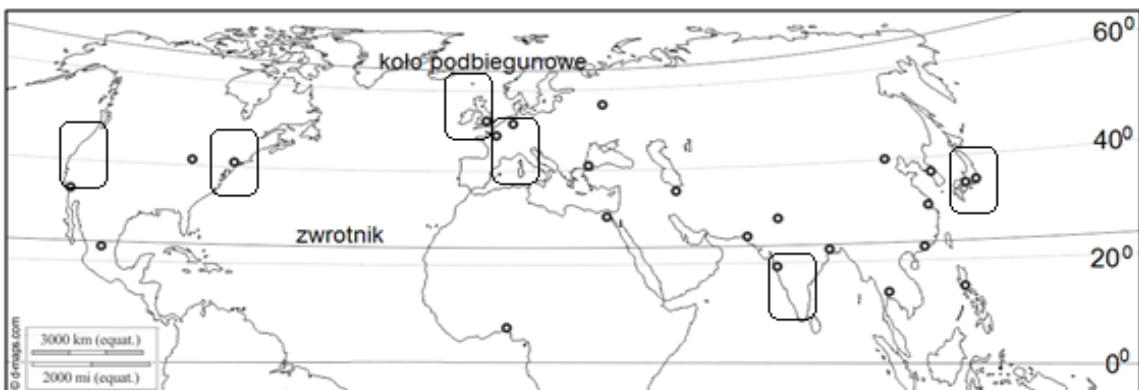 60⁰
koło podbiegunowe
40⁰
zwrotnik
20⁰
3000 km (equat.)
2000 mi (equat.)
0⁰
© d-maps.com